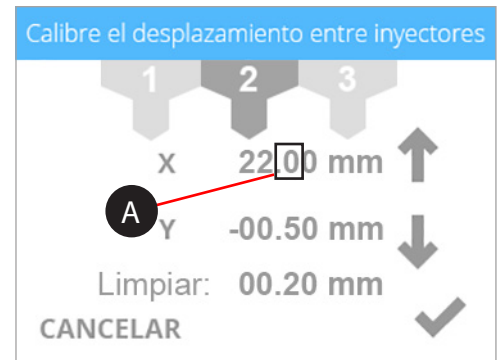 Calibre el desplazamiento entre inyectores
1 2 3
X 22.00 mm
A
Y -00.50 mm
Limpiar: 00.20 mm
CANCELAR